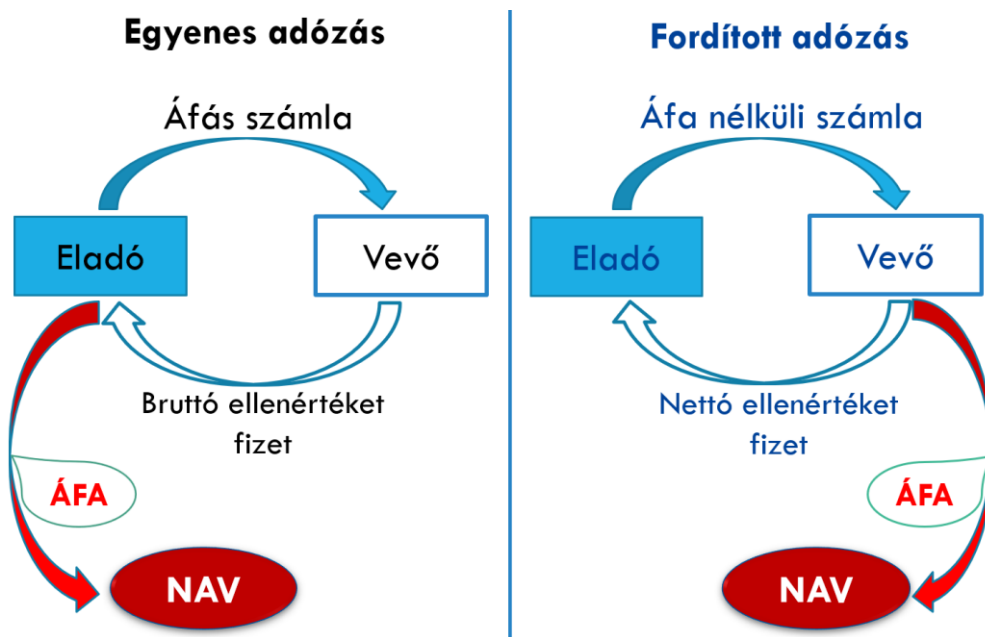 Egyenes adózás
Áfás számla
Eladó
Vevő
Bruttó ellenértéket
fizet
ÁFA
NAV
Fordított adózás
Áfa nélküli számla
Eladó
Vevő
Nettó ellenértéket
fizet
ÁFA
NAV